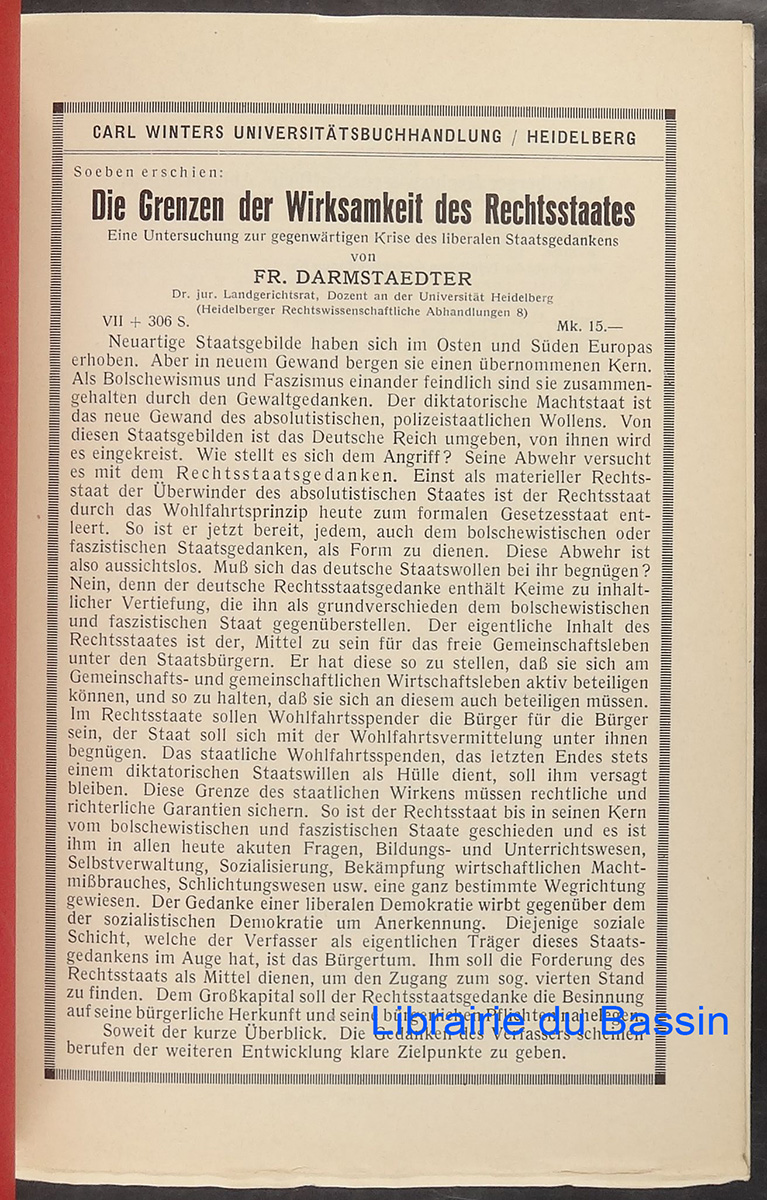 CARL WINTERS UNIVERSITÄTSBUCHHANDLUNG / HEIDELBERG
Soeben erschien:
Die Grenzen der Wirksamkeit des Rechtsstaates
Eine Untersuchung zur gegenwärtigen Krise des liberalen Staatsgedankens
von
FR. DARMSTAEDTER
Dr. jur. Landgerichtsrat, Dozent an der Universität Heidelberg
(Heidelberger Rechtswissenschaftliche Abhandlungen 8)
VII + 306 S. Mk. 15.—
Neuartige Staatsgebilde haben sich im Osten und Süden Europas
erhoben. Aber in neuem Gewand bergen sie einen übernommenen Kern.
Als Bolschewismus und Faszismus einander feindlich sind sie zusammen-
gehalten durch den Gewaltgedanken. Der diktatorische Machtstaat ist
das neue Gewand des absolutistischen, polizeistaatlichen Wollens. Von
diesen Staatsgebilden ist das Deutsche Reich umgeben, von ihnen wird
es eingekreist. Wie stellt es sich dem Angriff? Seine Abwehr versucht
es mit dem Rechtsstaatsgedanken. Einst als materieller Rechts-
staat der Überwinder des absolutistischen Staates ist der Rechtsstaat
durch das Wohlfahrtsprinzip heute zum formalen Gesetzesstaat ent-
leert. So ist er jetzt bereit, jedem, auch dem bolschewistischen oder
faszistischen Staatsgedanken, als Form zu dienen. Diese Abwehr ist
also aussichtslos. Muß sich das deutsche Staatswollen bei ihr begnügen?
Nein, denn der deutsche Rechtsstaatsgedanke enthält Keime zu inhalt-
licher Vertiefung, die ihn als grundverschieden dem bolschewistischen
und faszistischen Staat gegenüberstellen. Der eigentliche Inhalt des
Rechtsstaates ist der, Mittel zu sein für das freie Gemeinschaftsleben
unter den Staatsbürgern. Er hat diese so zu stellen, daß sie sich am
Gemeinschafts- und gemeinschaftlichen Wirtschaftsleben aktiv beteiligen
können, und so zu halten, daß sie sich an diesem auch beteiligen müssen.
Im Rechtsstaate sollen Wohlfahrtsspender die Bürger für die Bürger
sein, der Staat soll sich mit der Wohlfahrtsvermittelung unter ihnen
begnügen. Das staatliche Wohlfahrtsspenden, das letzten Endes stets
einem diktatorischen Staatswillen als Hülle dient, soll ihm versagt
bleiben. Diese Grenze des staatlichen Wirkens müssen rechtliche und
richterliche Garantien sichern. So ist der Rechtsstaat bis in seinen Kern
vom bolschewistischen und faszistischen Staate geschieden und es ist
ihm in allen heute akuten Fragen, Bildungs- und Unterrichtswesen,
Selbstverwaltung, Sozialisierung, Bekämpfung wirtschaftlichen Macht-
mißbrauches, Schlichtungswesen usw. eine ganz bestimmte Wegrichtung
gewiesen. Der Gedanke einer liberalen Demokratie wirbt gegenüber dem
der sozialistischen Demokratie um Anerkennung. Diejenige soziale
Schicht, welche der Verfasser als eigentlichen Träger dieses Staats-
gedankens im Auge hat, ist das Bürgertum. Ihm soll die Forderung des
Rechtsstaats als Mittel dienen, um den Zugang zum sog. vierten Stand
zu finden. Dem Großkapital soll der Rechtsstaatsgedanke die Besinnung
auf seine bürgerliche Herkunft und seine bürgerlichen Pflichten nahelegen.
Soweit der kurze Überblick. Die Gedanken des Verfassers scheinen
berufen der weiteren Entwicklung klare Zielpunkte zu geben.
Librairie du Bassin